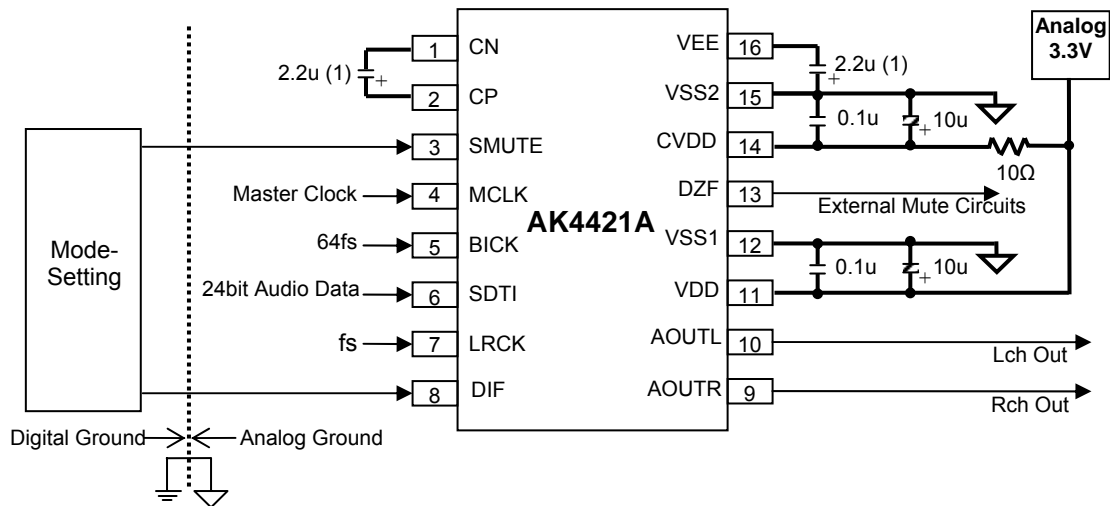 Analog
3.3V
1 CN
VEE 16
2.2u (1)
+
2.2u (1)
+
2 CP
VSS2 15
0.1u
+ 10u
3 SMUTE
CVDD 14
10Ω
Master Clock
4 MCLK
DZF 13
External Mute Circuits
AK4421A
Mode-
Setting
64fs
5 BICK
VSS1 12
0.1u
+ 10u
24bit Audio Data
6 SDTI
VDD 11
fs
7 LRCK
AOUTL 10
Lch Out
8 DIF
AOUTR 9
Rch Out
Digital Ground
Analog Ground